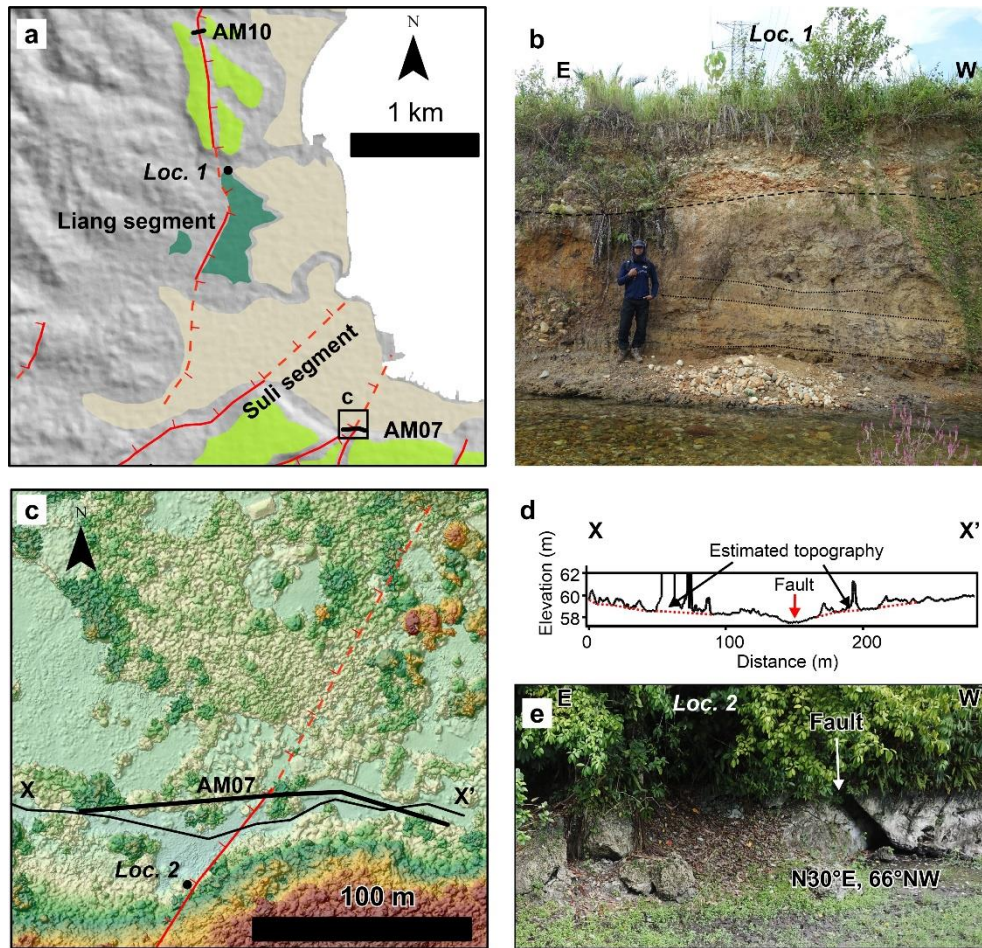 a
AM10
N
1 km
Loc. 1
Liang segment
Suli segment
c
AM07
b
Loc. 1
E
W
c
N
X
AM07
X'
Loc. 2
100 m
d
X
X'
Estimated topography
Fault
Elevation (m)
62
60
58
0
100
200
Distance (m)
e
E
Loc. 2
W
Fault
N30°E, 66°NW